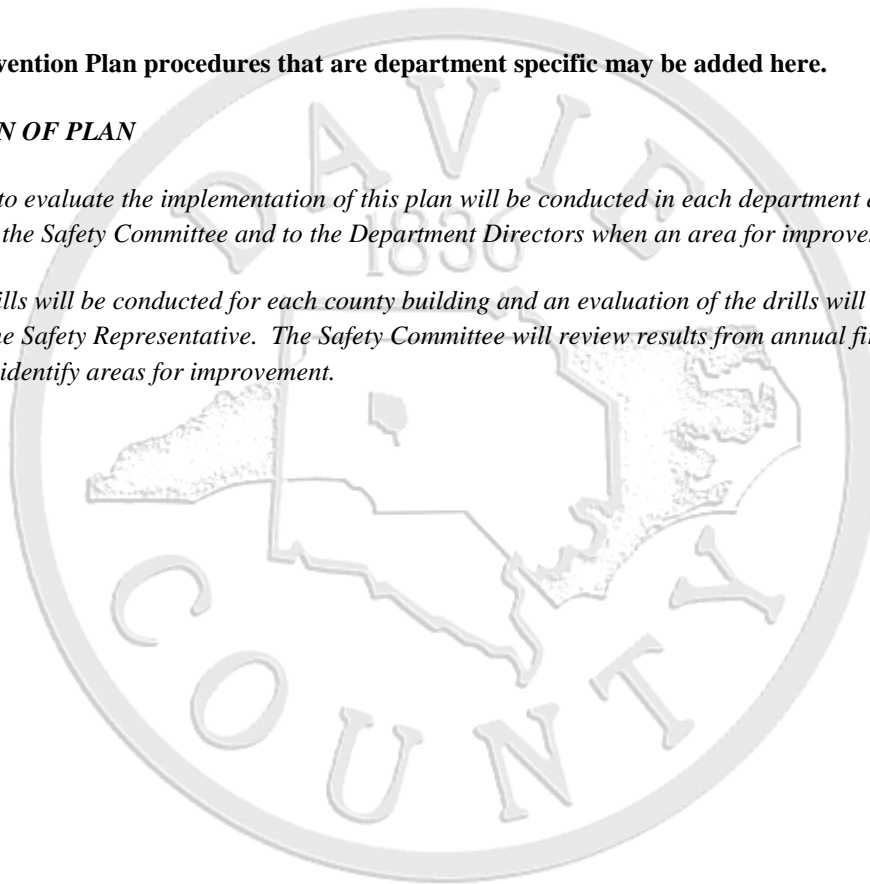 vention Plan procedures that are department specific may be added here.
N OF PLAN
to evaluate the implementation of this plan will be conducted in each department
the Safety Committee and to the Department Directors when an area for
ills will be conducted for each county building and an evaluation of the drills will
he Safety Representative.  The Safety Committee will review results from annual
identify areas for improvement.
DAVIE
1836
COUNTY